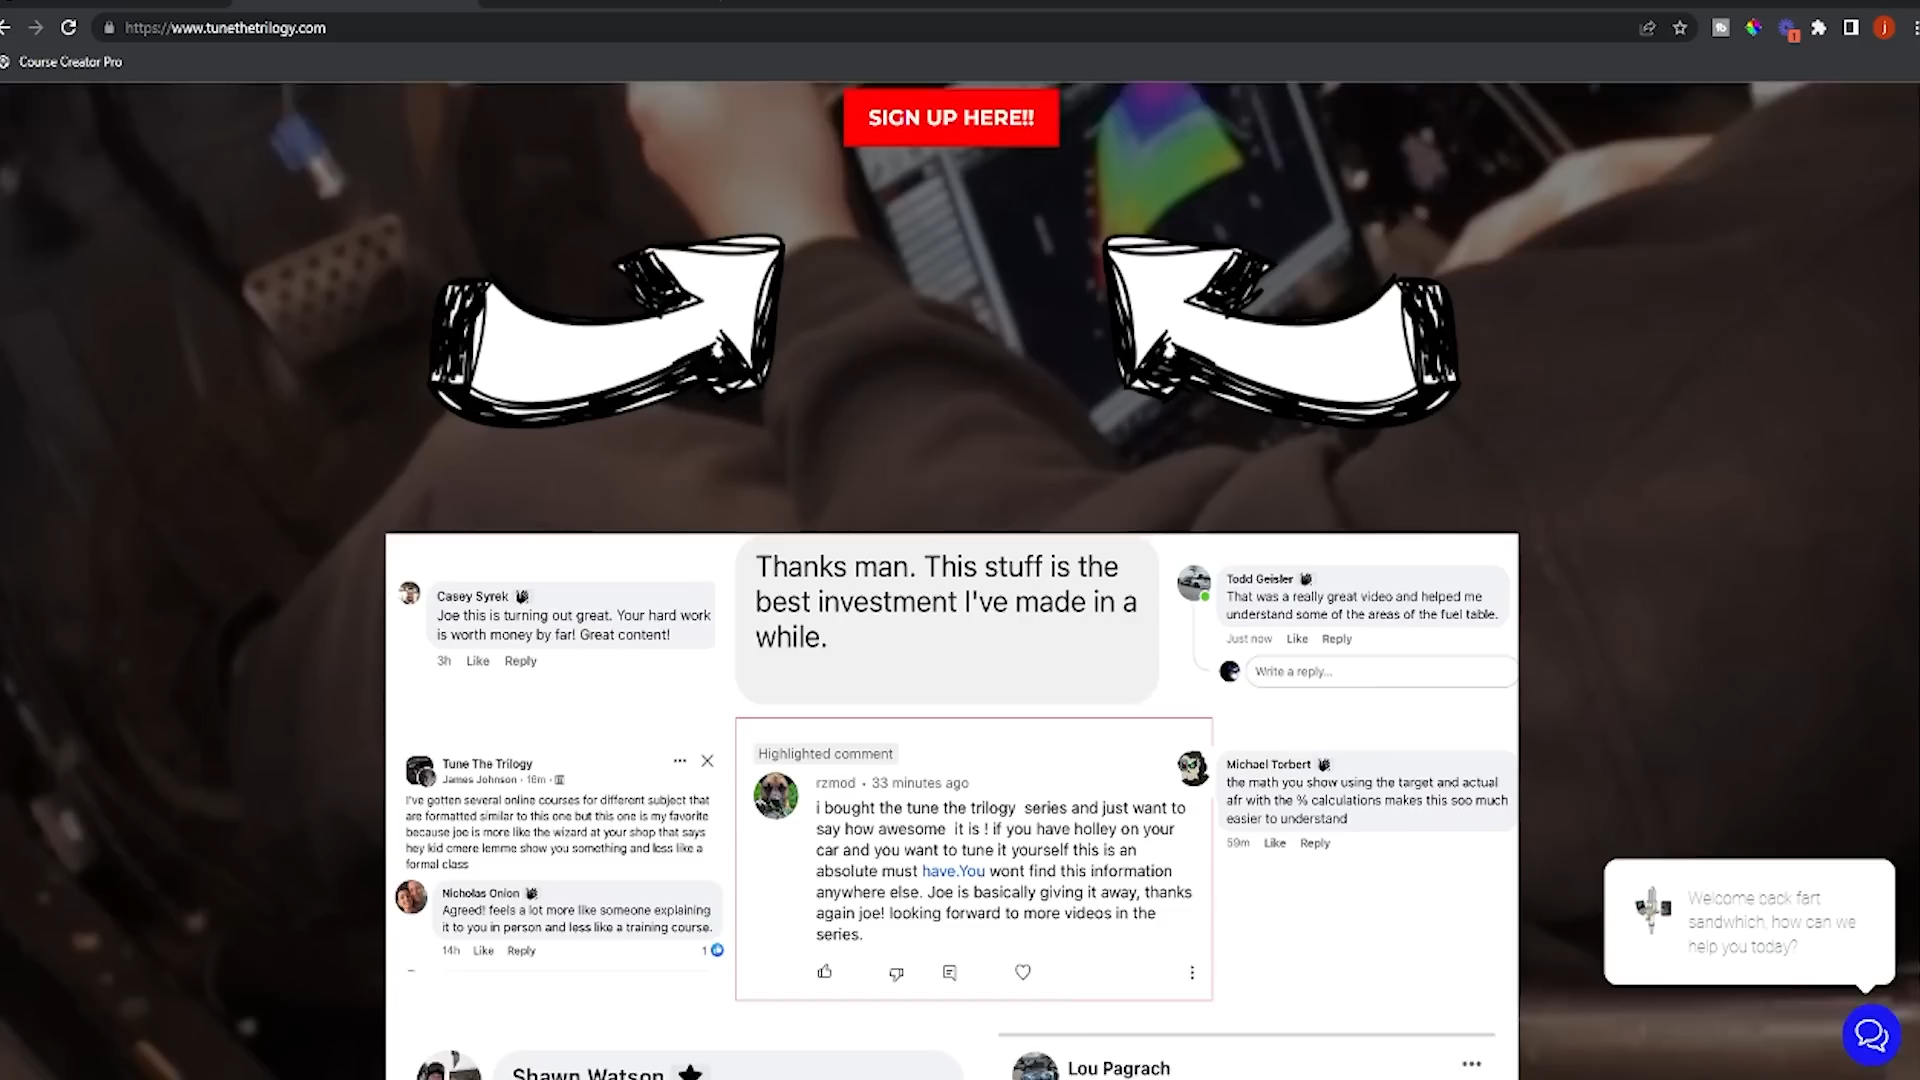 https://www.tunethetrilogy.com
1
j
Course Creator Pro
SIGN UP HERE!!
Casey Syrek
Joe this is turning out great. Your hard work
is worth money by far! Great content!
3h Like Reply
Thanks man. This stuff is the
best investment I've made in a
while.
Todd Geisler
That was a really great video and helped me
understand some of the areas of the fuel table.
Just now Like Reply
Write a reply...
Tune The Trilogy
James Johnson · 16m ·
I've gotten several online courses for different subject that
are formatted similar to this one but this one is my favorite
because joe is more like the wizard at your shop that says
hey kid cmere lemme show you something and less like a
formal class
Nicholas Onion
Agreed! feels a lot more like someone explaining
it to you in person and less like a training course.
14h Like Reply 1
Highlighted comment
rzmod • 33 minutes ago
i bought the tune the trilogy series and just want to
say how awesome it is ! if you have holley on your
car and you want to tune it yourself this is an
absolute must have.You wont find this information
anywhere else. Joe is basically giving it away, thanks
again joe! looking forward to more videos in the
series.
Michael Torbert
the math you show using the target and actual
afr with the % calculations makes this soo much
easier to understand
59m Like Reply
Welcome back fart
sandwhich, how can we
help you today?
Shawn Watson
Lou Pagrach